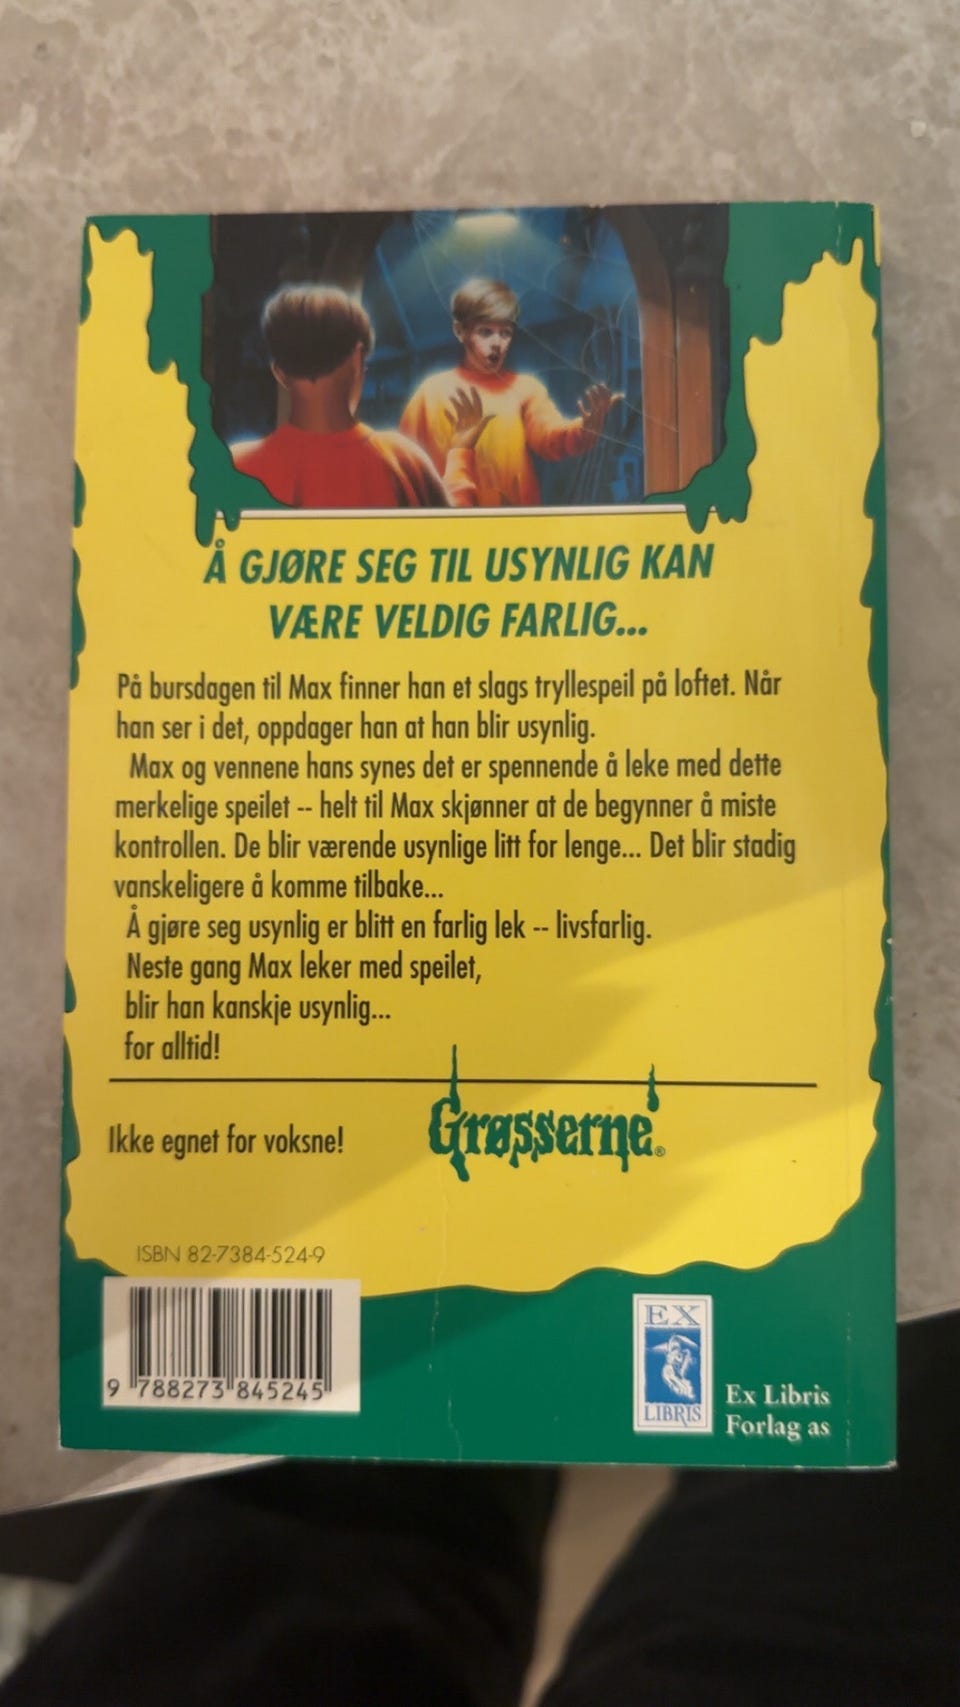 Å GJØRE SEG TIL USYNLIG KAN
VÆRE VELDIG FARLIG...
På bursdagen til Max finner han et slags tryllespeil på loftet. Når
han ser i det, oppdager han at han blir usynlig.
Max og vennene hans synes det er spennende å leke med dette
merkelige speilet -- helt til Max skjønner at de begynner å miste
kontrollen. De blir værende usynlige litt for lenge... Det blir stadig
vanskeligere å komme tilbake...
Å gjøre seg usynlig er blitt en farlig lek -- livsfarlig.
Neste gang Max leker med speilet,
blir han kanskje usynlig...
for alltid!
Ikke egnet for voksne!
Grøsserne®
ISBN 82-7384-524-9
9 788273 845245
EX
LIBRIS
Ex Libris
Forlag as